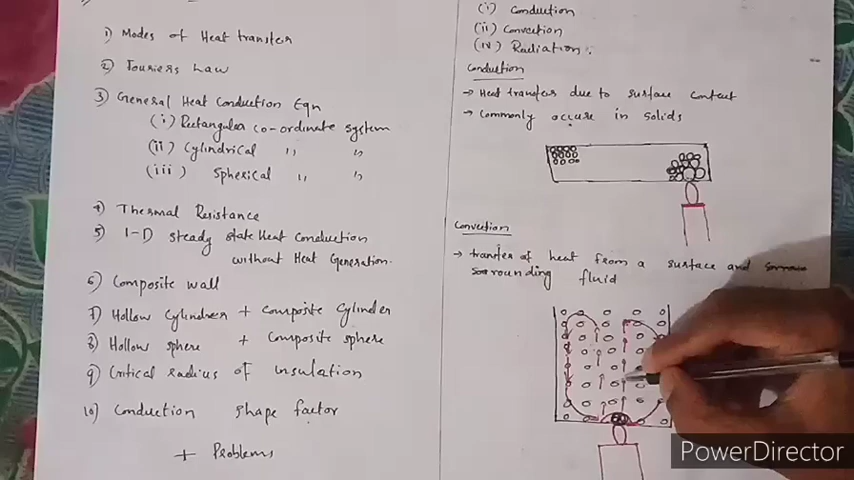 1) Modes of Heat transfer
2) Fouriers Law
3) General Heat Conduction Eqn
(i) Rectangular co-ordinate system
(ii) Cylindrical " "
(iii) Spherical " "
4) Thermal Resistance
5) 1-D steady state Heat Conduction
without Heat Generation.
6) Composite wall
7) Hollow Cylinder + Composite Cylinder
8) Hollow sphere + Composite sphere
9) Critical radius of insulation
10) Conduction shape factor
+ Problems
(i) Conduction
(ii) Convection
(iv) Radiation.
Conduction
→ Heat transfer due to surface contact
→ Commonly occure in solids
Convection
→ transfer of heat from a surface and
sorrounding fluid
PowerDirector